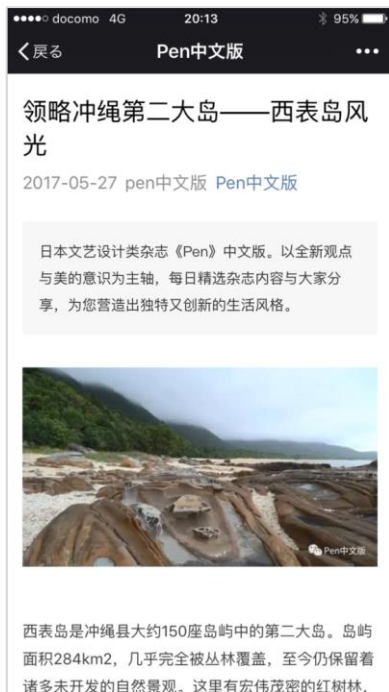 docomo 4G 20:13 95%
戻る Pen中文版
领略冲绳第二大岛——西表岛风
光
2017-05-27 pen中文版 Pen中文版
日本文艺设计类杂志《Pen》中文版。以全新观点
与美的意识为主轴，每日精选杂志内容与大家分
享，为您营造出独特又创新的生活风格。
Pen中文版
西表岛是冲绳县大约150座岛屿中的第二大岛。岛屿
面积284km2，几乎完全被丛林覆盖，至今仍保留着
诸多未开发的自然景观。这里有宏伟茂密的红树林、